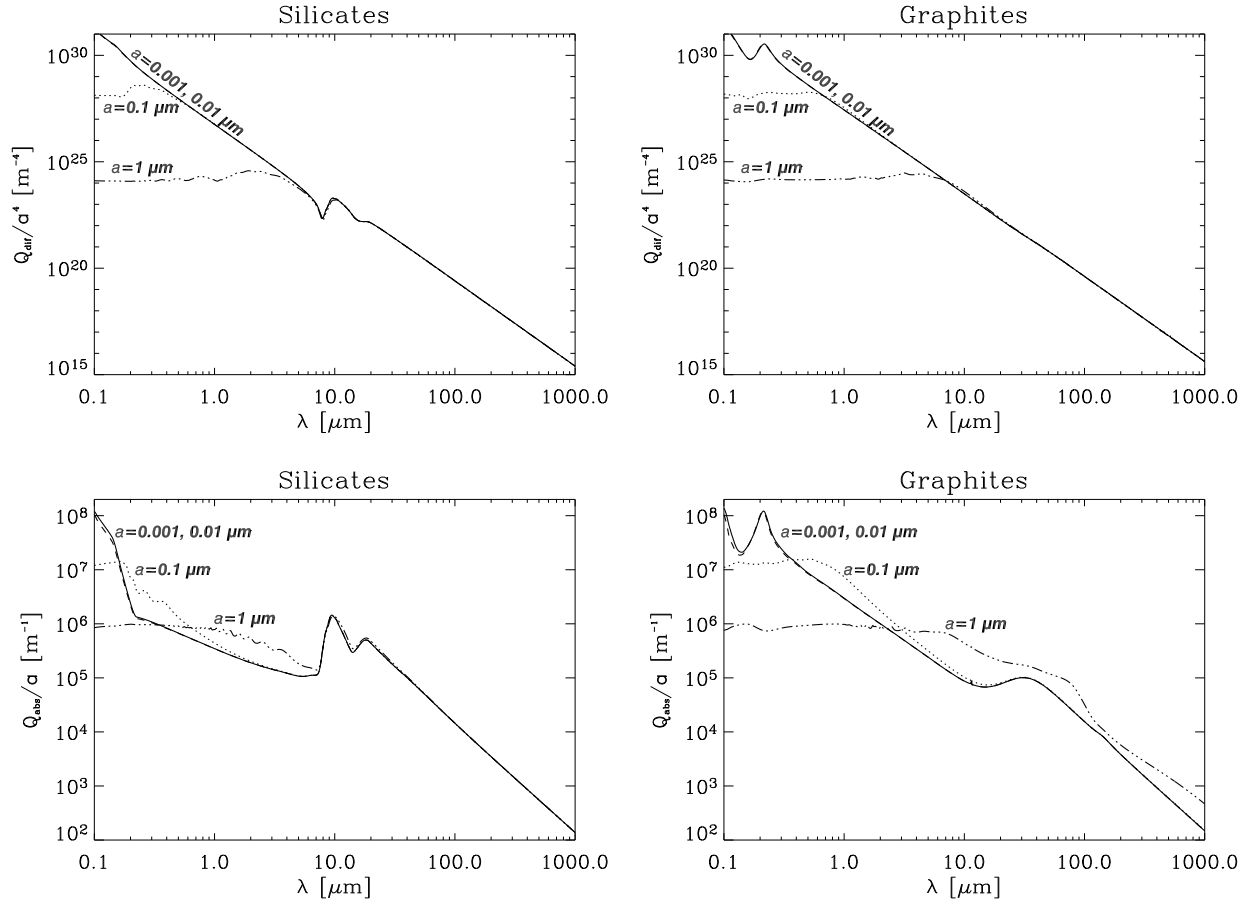 Silicates
10³⁰
10²⁵
10²⁰
10¹⁵
Q_dif/a⁴ [m⁻⁴]
a=0.001, 0.01 µm
a=0.1 µm
a=1 µm
0.1 1.0 10.0 100.0 1000.0
λ [µm]
Graphites
10³⁰
10²⁵
10²⁰
10¹⁵
Q_dif/a⁴ [m⁻⁴]
a=0.001, 0.01 µm
a=0.1 µm
a=1 µm
0.1 1.0 10.0 100.0 1000.0
λ [µm]
Silicates
10⁸
10⁷
10⁶
10⁵
10⁴
10³
10²
Q_abs/a [m⁻¹]
a=0.001, 0.01 µm
a=0.1 µm
a=1 µm
0.1 1.0 10.0 100.0 1000.0
λ [µm]
Graphites
10⁸
10⁷
10⁶
10⁵
10⁴
10³
10²
Q_abs/a [m⁻¹]
a=0.001, 0.01 µm
a=0.1 µm
a=1 µm
0.1 1.0 10.0 100.0 1000.0
λ [µm]